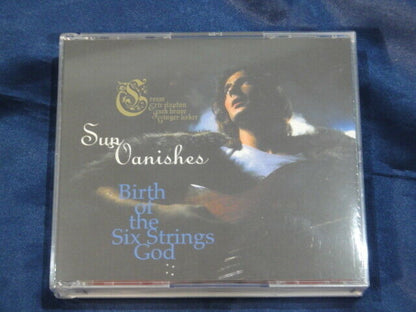 Cream
Eric Clapton
Jack Bruce
Ginger Baker
Sun
Vanishes
Birth
of
the
Six Strings
God